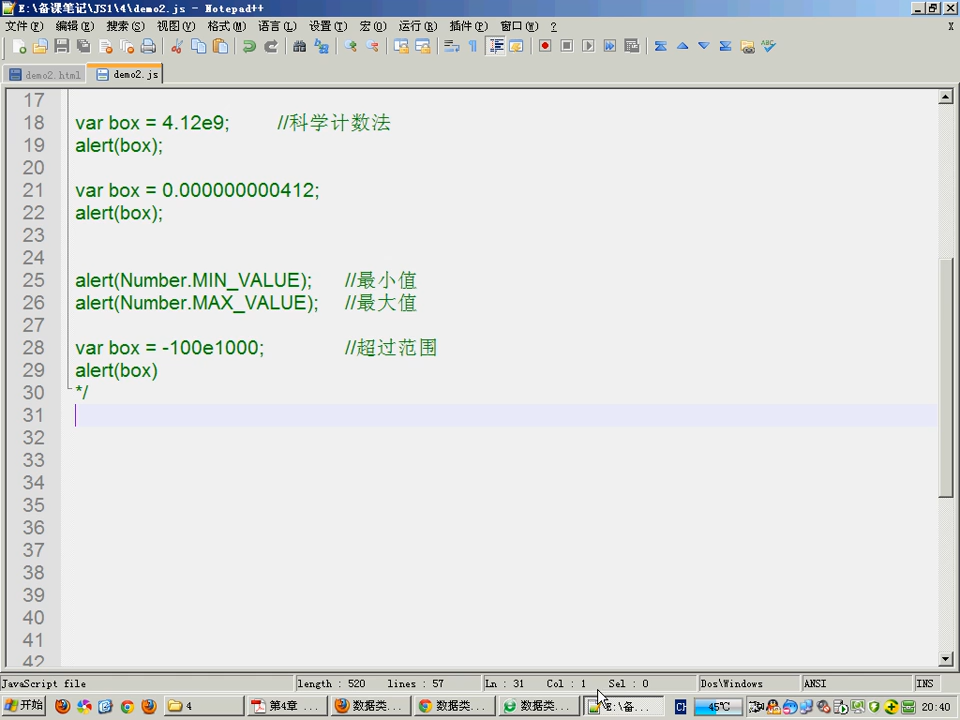 E:\备课笔记\JS1\4\demo2.js - Notepad++
文件(F) 编辑(E) 搜索(S) 视图(V) 格式(M) 语言(L) 设置(T) 宏(O) 运行(R) 插件(P) 窗口(W) ? X
demo2.html demo2.js
17
18 var box = 4.12e9; //科学计数法
19 alert(box);
20
21 var box = 0.000000000412;
22 alert(box);
23
24
25 alert(Number.MIN_VALUE); //最小值
26 alert(Number.MAX_VALUE); //最大值
27
28 var box = -100e1000; //超过范围
29 alert(box)
30 */
31
32
33
34
35
36
37
38
39
40
41
42
JavaScript file length : 520 lines : 57 Ln : 31 Col : 1 Sel : 0 Dos\Windows ANSI INS
开始 4 第4章 ... 数据类... 数据类... 数据类... E:\备... CH 45℃ 20:40